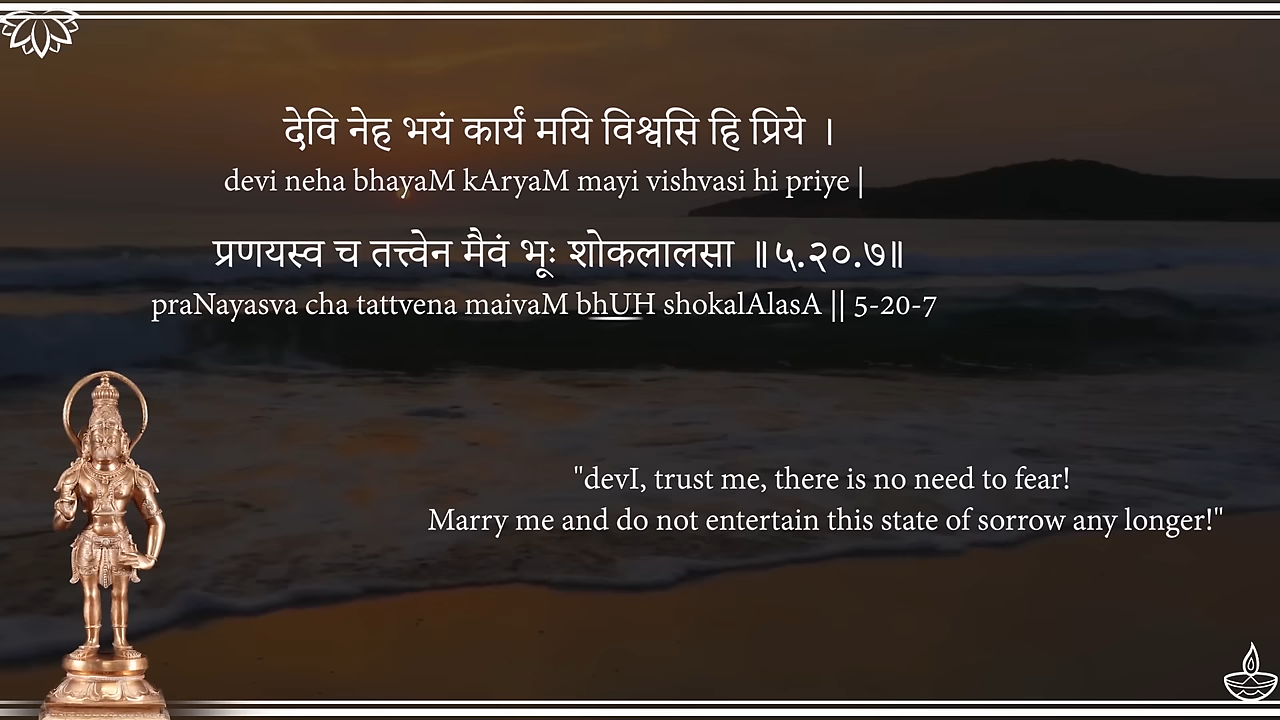 देवि नेह भयं कार्यं मयि विश्वसि हि प्रिये ।
devi neha bhayaM kAryaM mayi vishvasi hi priye |
प्रणयस्व च तत्त्वेन मैवं भूः शोकलालसा ॥५.२०.७॥
praNayasva cha tattvena maivaM bhUH shokalAlasA || 5-20-7
"devI, trust me, there is no need to fear!
Marry me and do not entertain this state of sorrow any longer!"